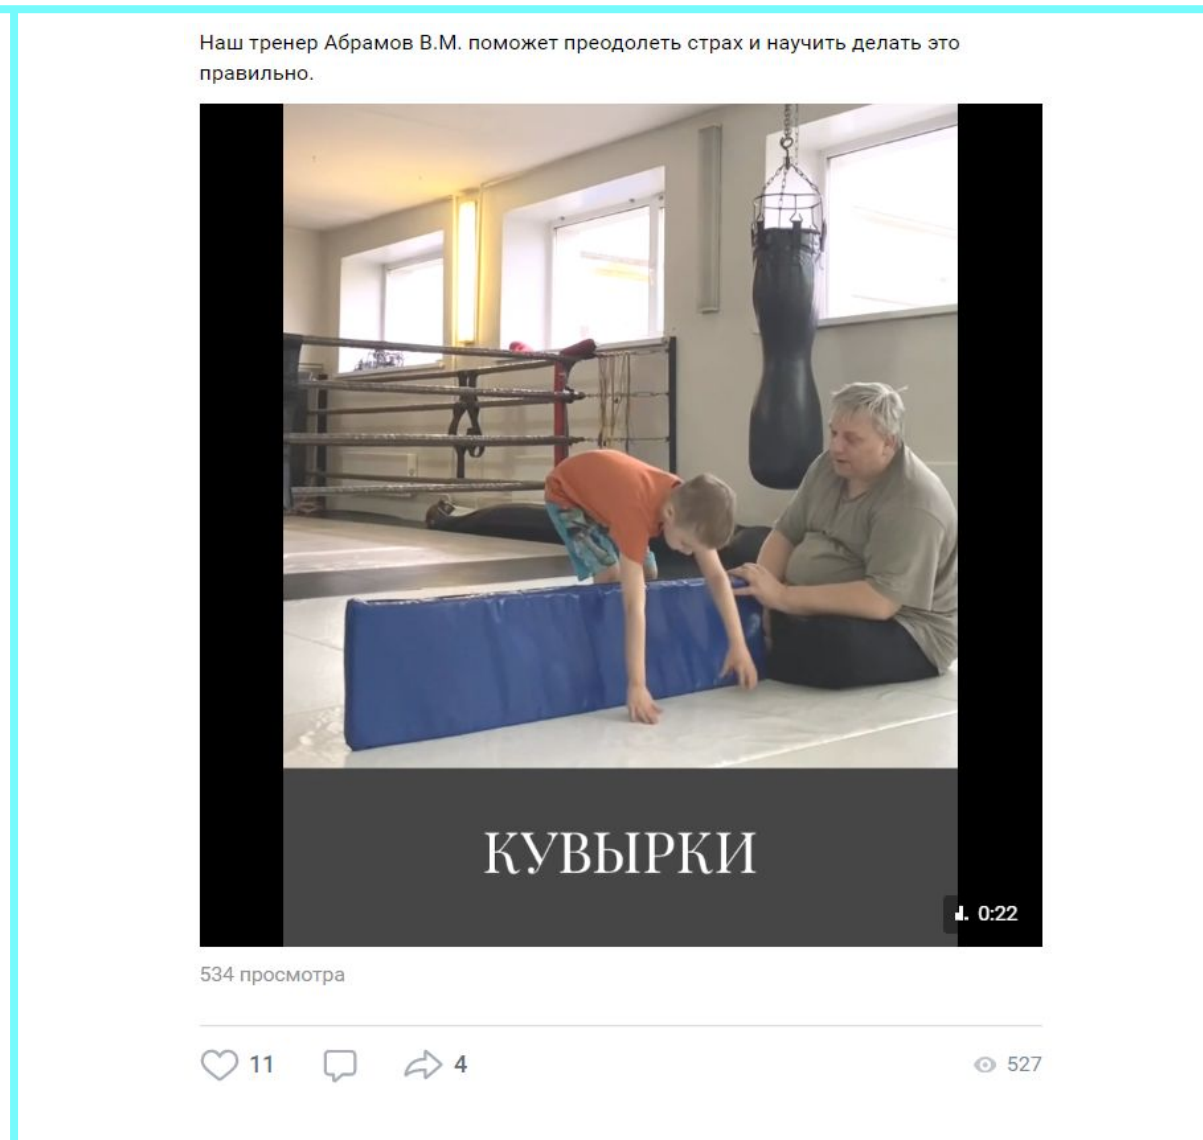 Наш тренер Абрамов В.М. поможет преодолеть страх и научить делать это
правильно.
КУВЫРКИ
0:22
534 просмотра
11
4
527